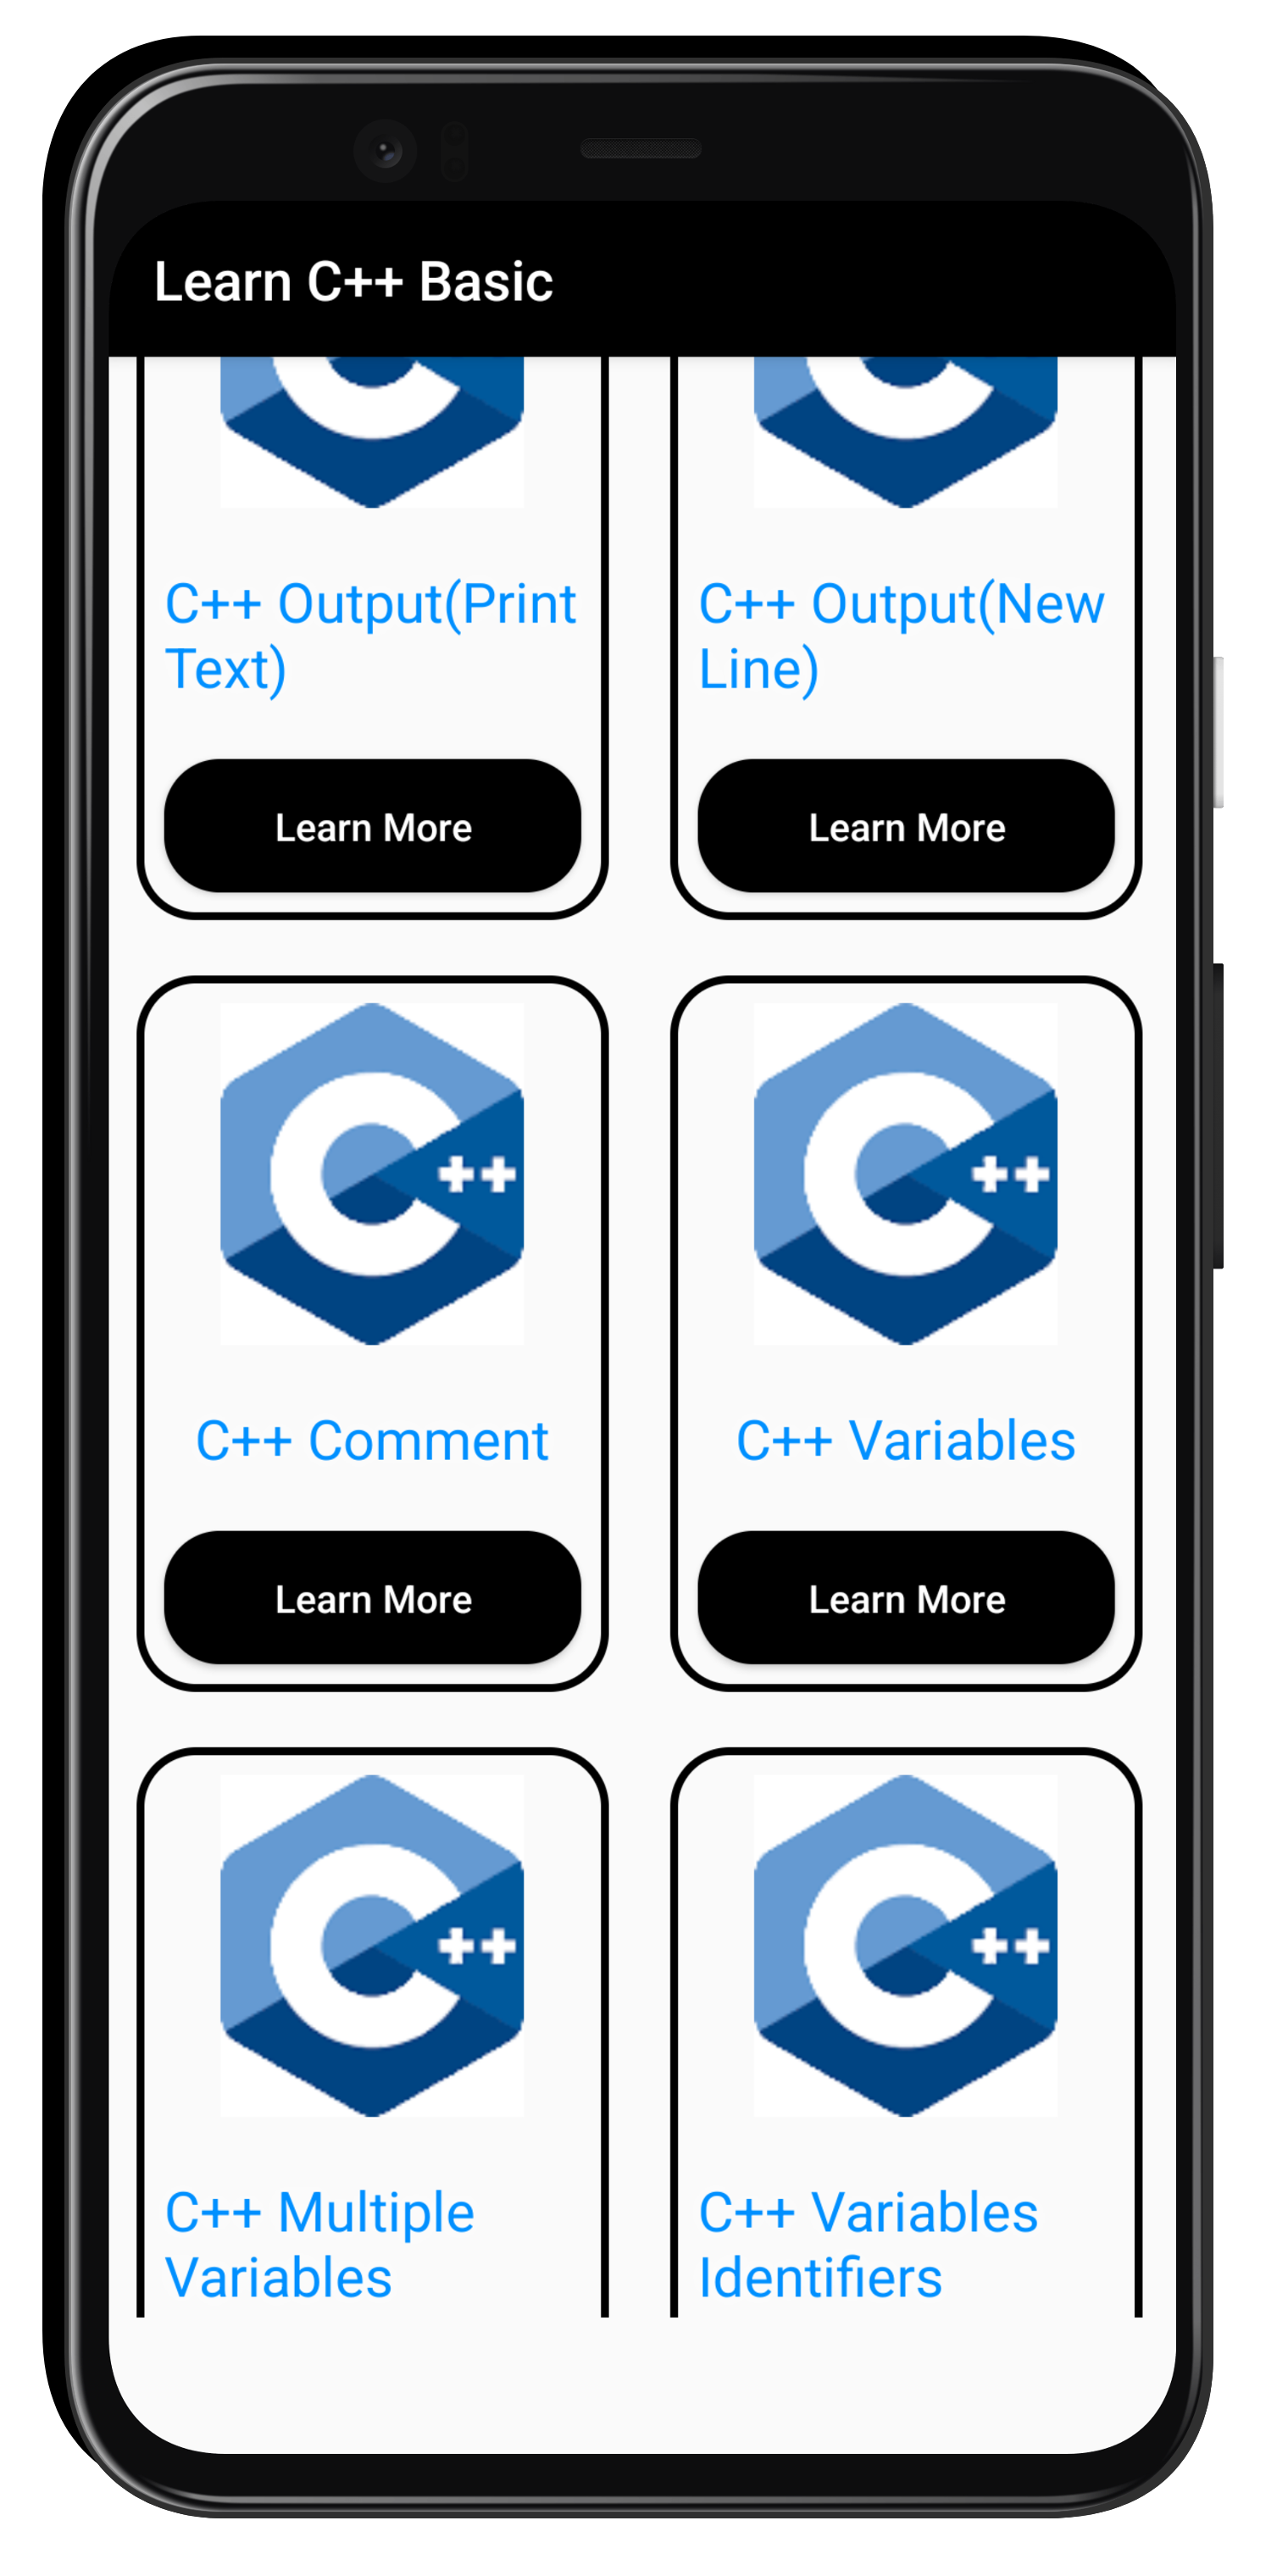 Learn C++ Basic
C++ Output(Print
Text)
Learn More
C++ Output(New
Line)
Learn More
C++
C++ Comment
Learn More
C++
C++ Variables
Learn More
C++
C++ Multiple
Variables
C++
C++ Variables
Identifiers